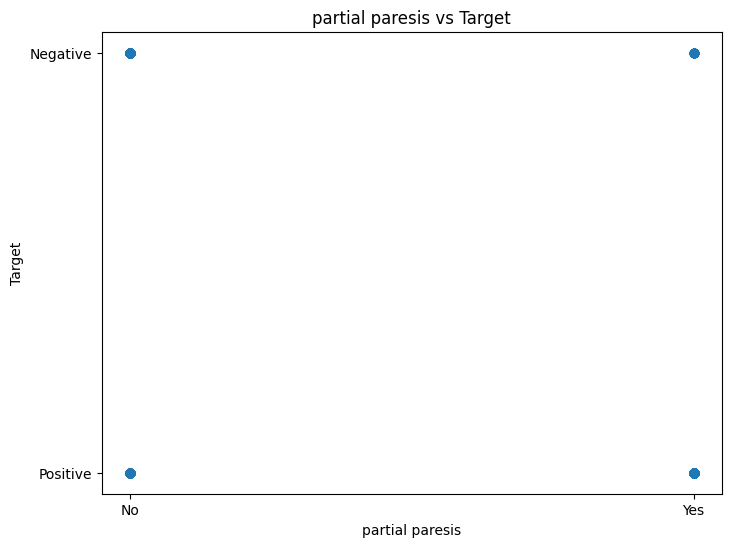 partial paresis vs Target
Negative
Target
Positive
No
Yes
partial paresis